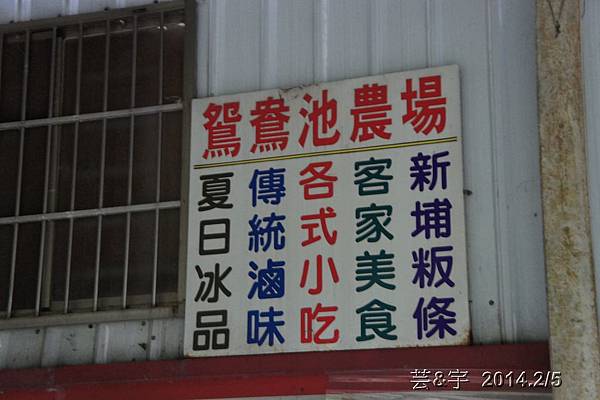 鴛鴦池農場
新埔粄條
客家美食
各式小吃
傳統滷味
夏日冰品
芸&宇 2014.2/5